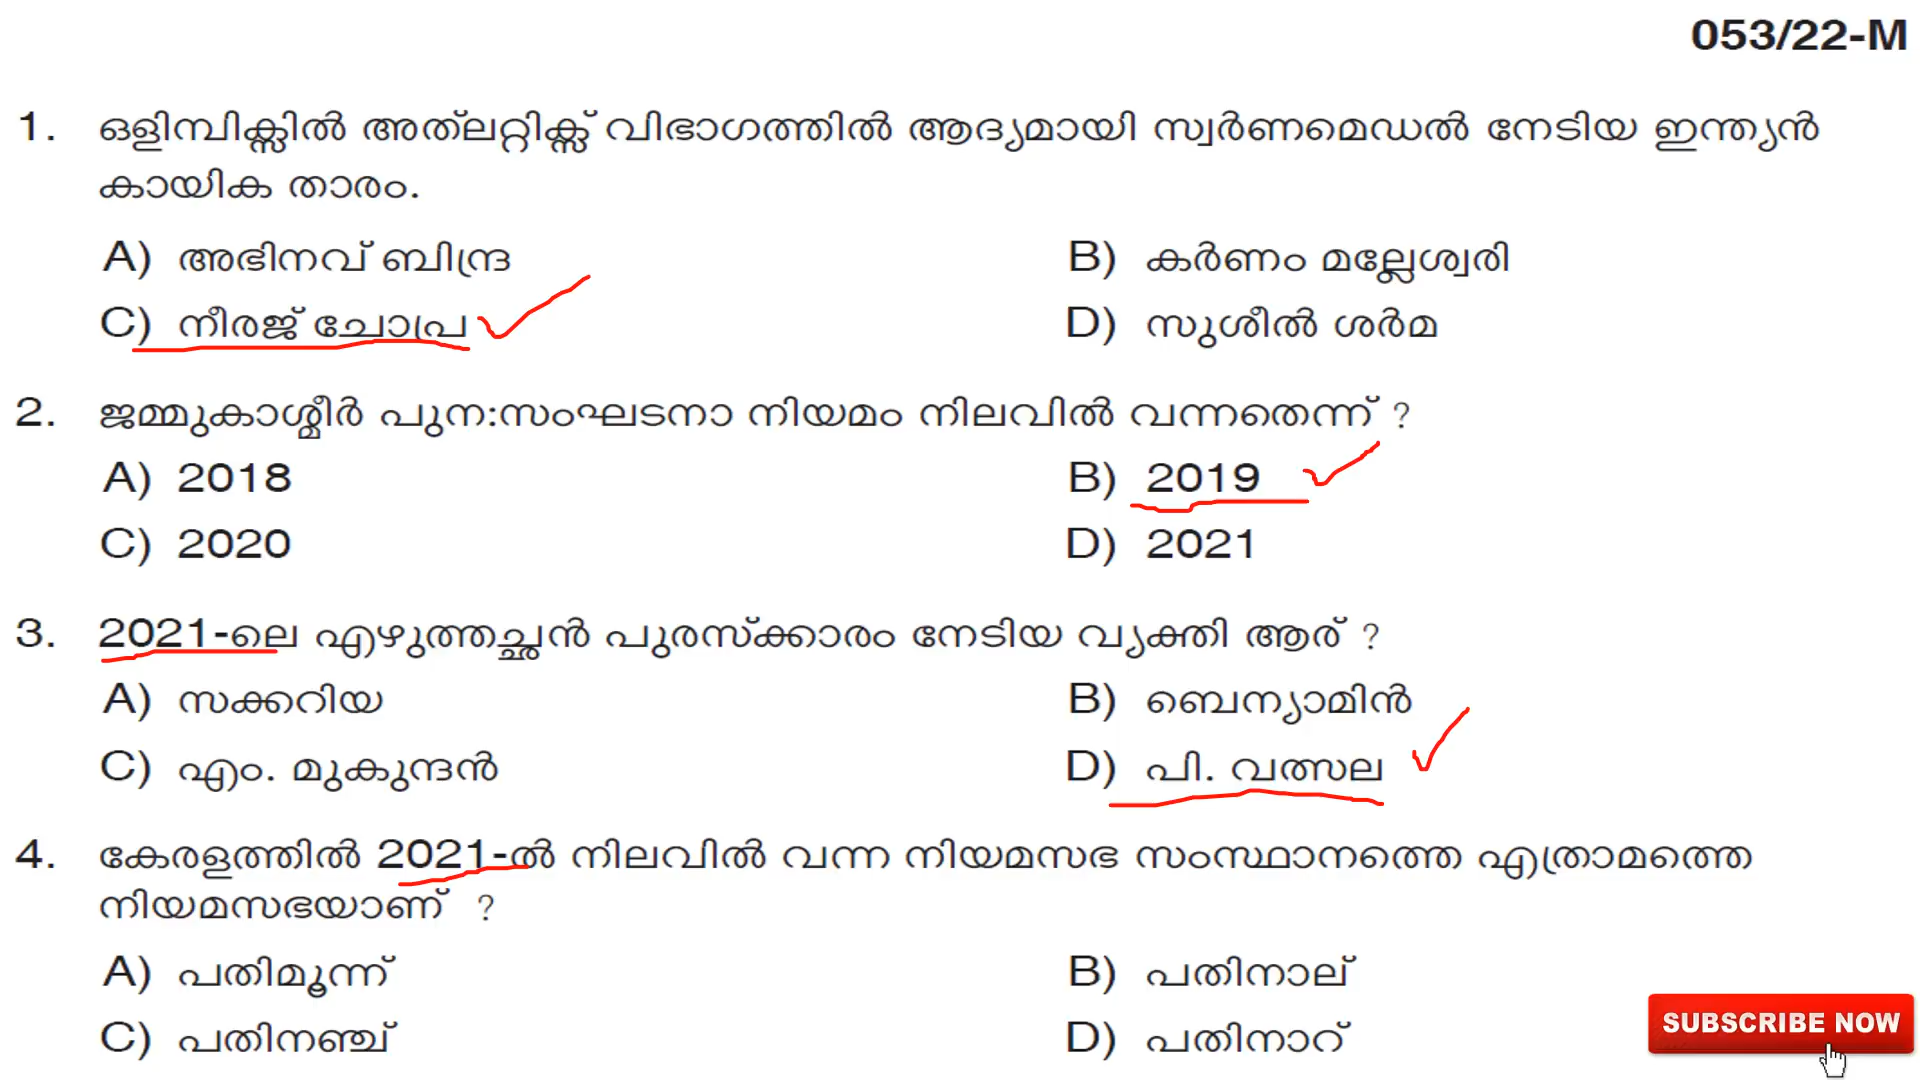 053/22-M
1. ഒളിമ്പിക്സിൽ അത്‌ലറ്റിക്സ് വിഭാഗത്തിൽ ആദ്യമായി സ്വർണമെഡൽ നേടിയ ഇന്ത്യൻ
കായിക താരം.
A) അഭിനവ് ബിന്ദ്ര B) കർണം മല്ലേശ്വരി
C) നീരജ് ചോപ്ര D) സുശീൽ ശർമ
2. ജമ്മുകാശ്മീർ പുന:സംഘടനാ നിയമം നിലവിൽ വന്നതെന്ന് ?
A) 2018 B) 2019
C) 2020 D) 2021
3. 2021-ലെ എഴുത്തച്ഛൻ പുരസ്ക്കാരം നേടിയ വ്യക്തി ആര് ?
A) സക്കറിയ B) ബെന്യാമിൻ
C) എം. മുകുന്ദൻ D) പി. വത്സല
4. കേരളത്തിൽ 2021-ൽ നിലവിൽ വന്ന നിയമസഭ സംസ്ഥാനത്തെ എത്രാമത്തെ
നിയമസഭയാണ് ?
A) പതിമൂന്ന് B) പതിനാല്
C) പതിനഞ്ച് D) പതിനാറ്
SUBSCRIBE NOW